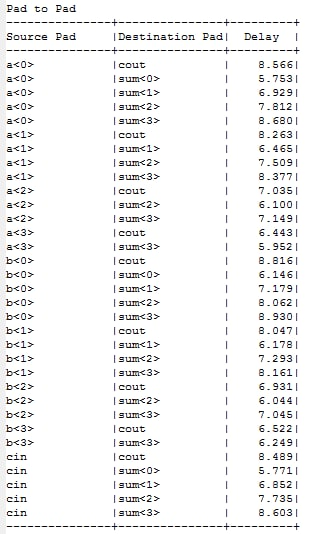 Pad to Pad
---------------+---------------+---------+
Source Pad     |Destination Pad|  Delay  |
---------------+---------------+---------+
a<0>           |cout           |    8.566|
a<0>           |sum<0>         |    5.753|
a<0>           |sum<1>         |    6.929|
a<0>           |sum<2>         |    7.812|
a<0>           |sum<3>         |    8.680|
a<1>           |cout           |    8.263|
a<1>           |sum<1>         |    6.465|
a<1>           |sum<2>         |    7.509|
a<1>           |sum<3>         |    8.377|
a<2>           |cout           |    7.035|
a<2>           |sum<2>         |    6.100|
a<2>           |sum<3>         |    7.149|
a<3>           |cout           |    6.443|
a<3>           |sum<3>         |    5.952|
b<0>           |cout           |    8.816|
b<0>           |sum<0>         |    6.146|
b<0>           |sum<1>         |    7.179|
b<0>           |sum<2>         |    8.062|
b<0>           |sum<3>         |    8.930|
b<1>           |cout           |    8.047|
b<1>           |sum<1>         |    6.178|
b<1>           |sum<2>         |    7.293|
b<1>           |sum<3>         |    8.161|
b<2>           |cout           |    6.931|
b<2>           |sum<2>         |    6.044|
b<2>           |sum<3>         |    7.045|
b<3>           |cout           |    6.522|
b<3>           |sum<3>         |    6.249|
cin            |cout           |    8.489|
cin            |sum<0>         |    5.771|
cin            |sum<1>         |    6.852|
cin            |sum<2>         |    7.735|
cin            |sum<3>         |    8.603|
---------------+---------------+---------+